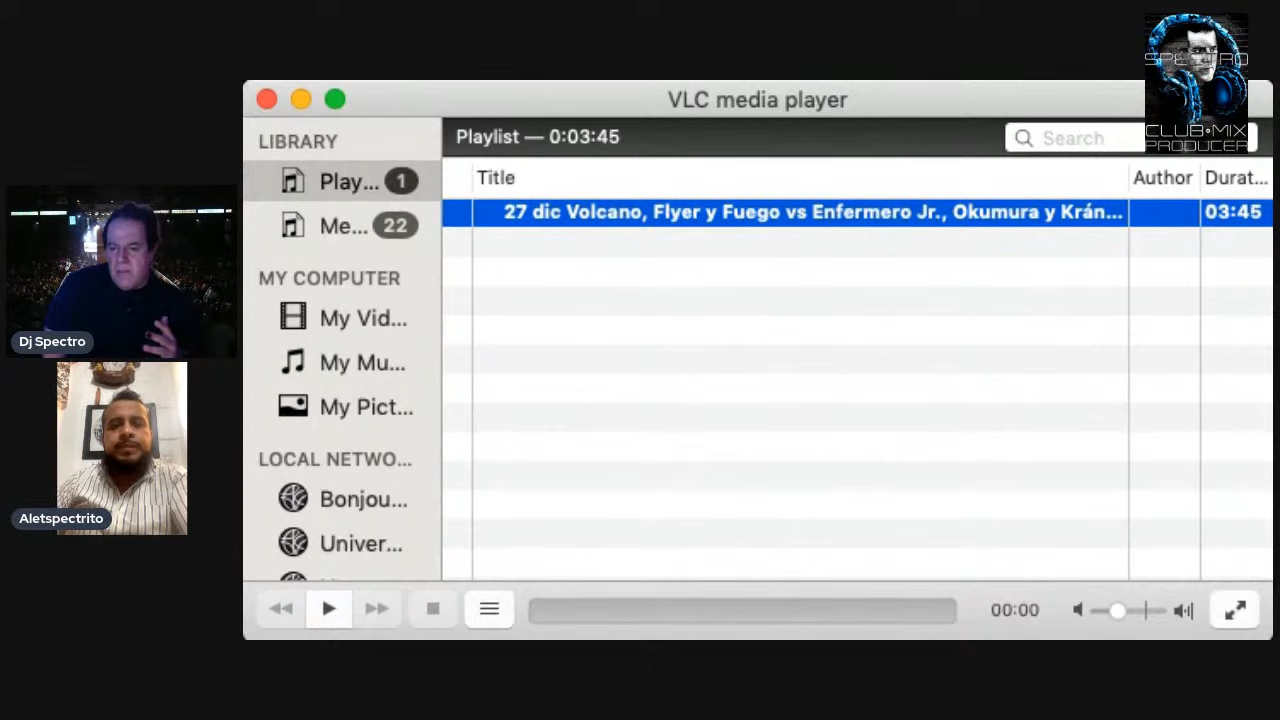 SPECTRO
CLUB•MIX
PRODUCER
VLC media player
LIBRARY
Play... 1
Me... 22
MY COMPUTER
My Vid...
My Mu...
My Pict...
LOCAL NETWO...
Bonjou...
Univer...
Playlist — 0:03:45
Search
Title Author Durat...
27 dic Volcano, Flyer y Fuego vs Enfermero Jr., Okumura y Krán... 03:45
00:00
Dj Spectro
Aletspectrito